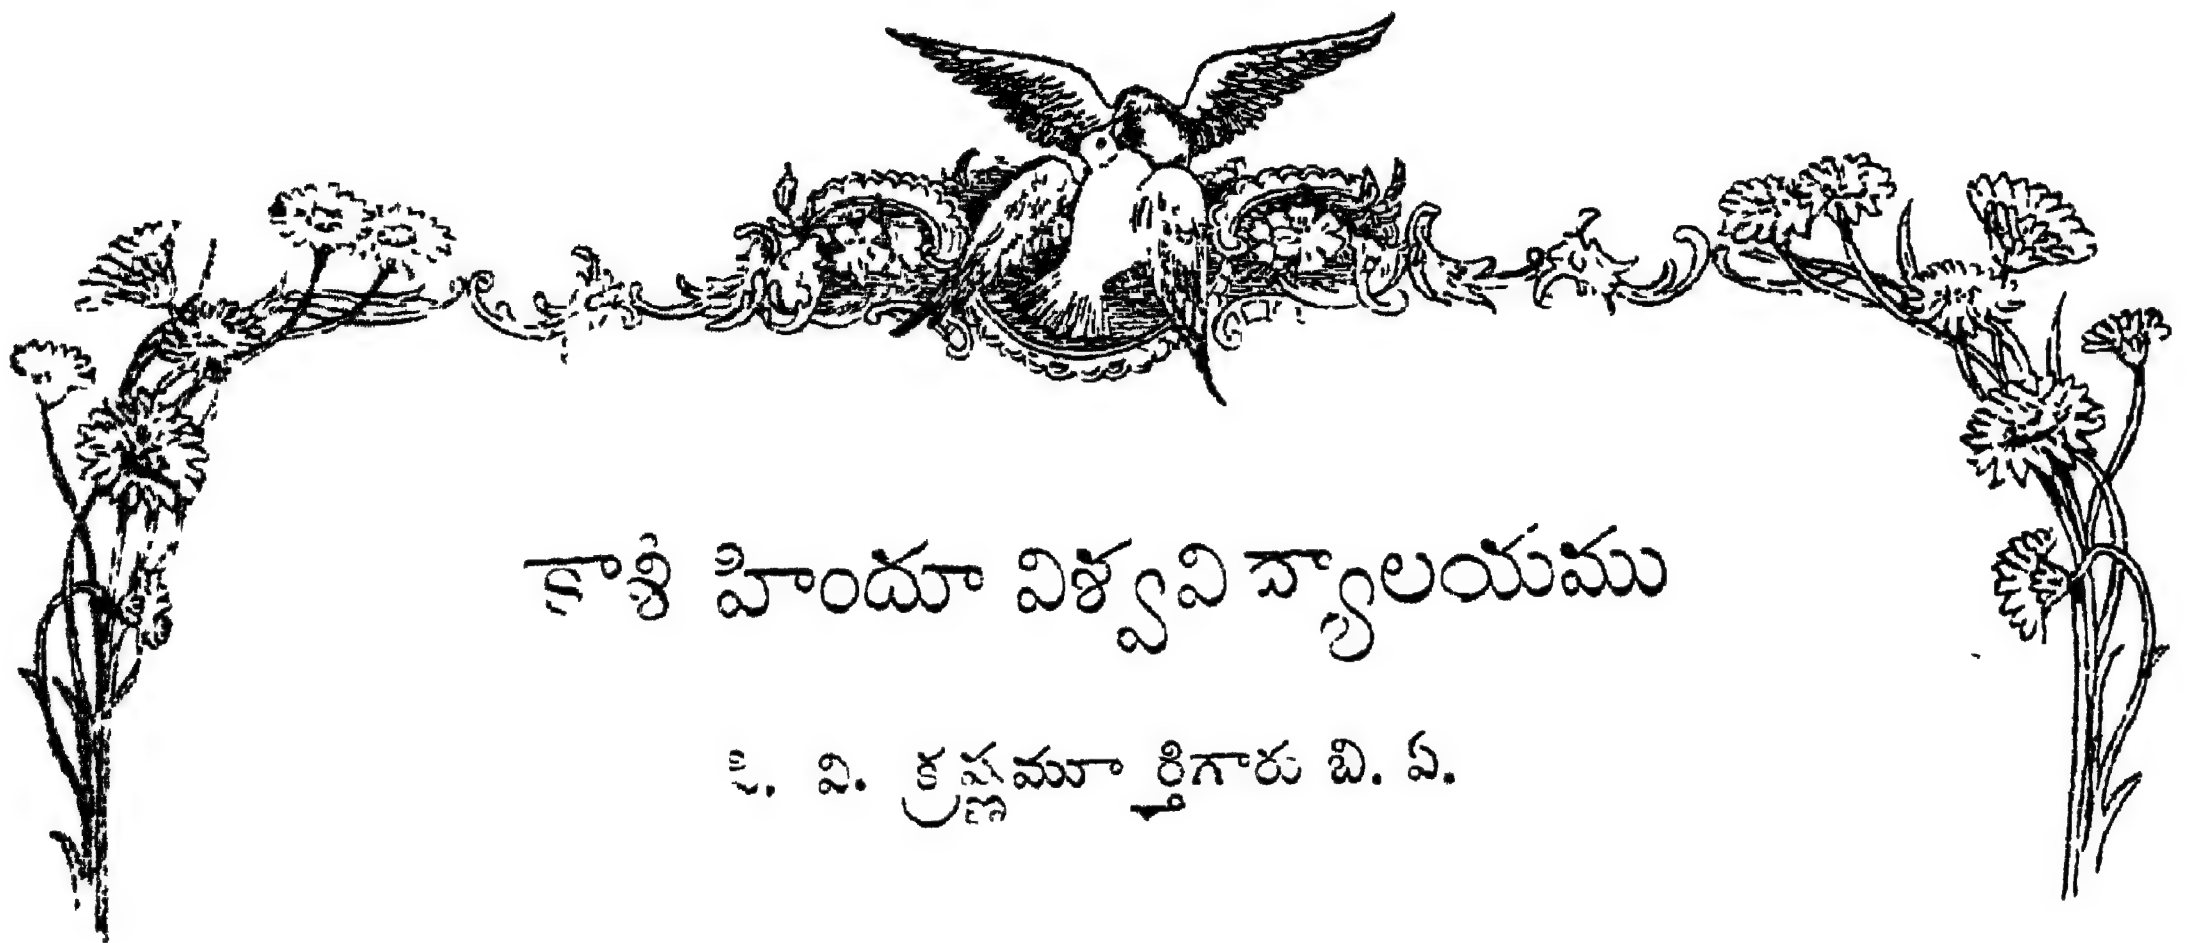 కాశీ హిందూ విశ్వవిద్యాలయము
వి. క్రష్ణమూర్తిగారు బి. ఏ.